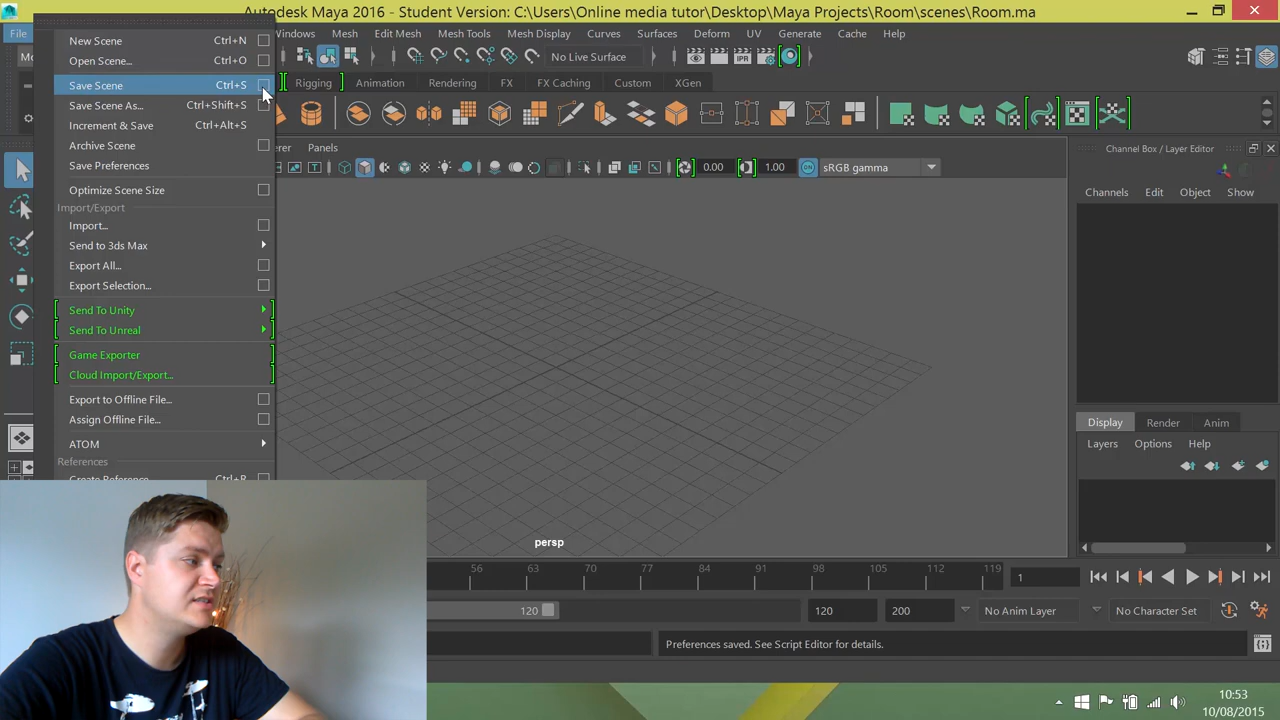 Autodesk Maya 2016 - Student Version: C:\Users\Online media tutor\Desktop\Maya Projects\Room\scenes\Room.ma
File
Windows Mesh Edit Mesh Mesh Tools Mesh Display Curves Surfaces Deform UV Generate Cache Help
New Scene Ctrl+N
Open Scene... Ctrl+O
Save Scene Ctrl+S
Save Scene As... Ctrl+Shift+S
Increment & Save Ctrl+Alt+S
Archive Scene
Save Preferences
Optimize Scene Size
Import/Export
Import...
Send to 3ds Max
Export All...
Export Selection...
Send To Unity
Send To Unreal
Game Exporter
Cloud Import/Export...
Export to Offline File...
Assign Offline File...
ATOM
References
Create Reference... Ctrl+R
No Live Surface
Rigging Animation Rendering FX FX Caching Custom XGen
Panels
0.00 1.00 ON sRGB gamma
persp
Channel Box / Layer Editor
Channels Edit Object Show
Display Render Anim
Layers Options Help
56 63 70 77 84 91 98 105 112 119
1
120 120 200 No Anim Layer No Character Set
Preferences saved. See Script Editor for details.
10:53
10/08/2015